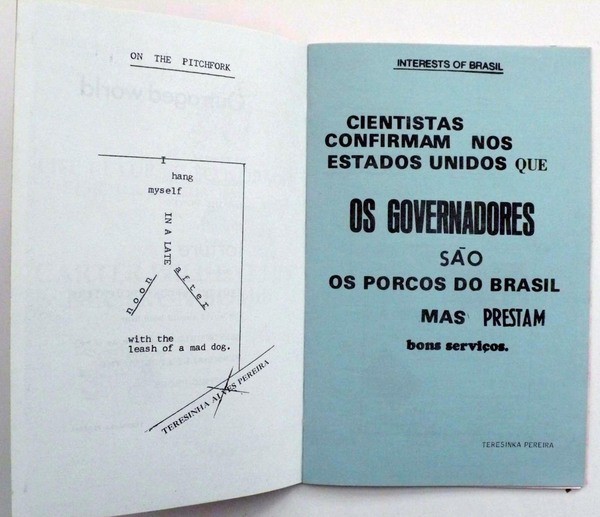 ON THE PITCHFORK
I
hang
myself
IN A LATE
after
noon
with the
leash of a mad dog.
TERESINHA ALVES PEREIRA
INTERESTS OF BRASIL
CIENTISTAS
CONFIRMAM NOS
ESTADOS UNIDOS QUE
OS GOVERNADORES
SÃO
OS PORCOS DO BRASIL
MAS PRESTAM
bons serviços.
TERESINKA PEREIRA